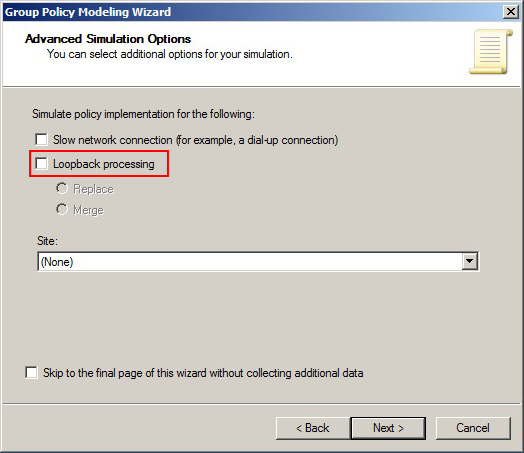 Group Policy Modeling Wizard
Advanced Simulation Options
You can select additional options for your simulation.
Simulate policy implementation for the following:
Slow network connection (for example, a dial-up connection)
Loopback processing
Replace
Merge
Site:
(None)
Skip to the final page of this wizard without collecting additional data
< Back
Next >
Cancel